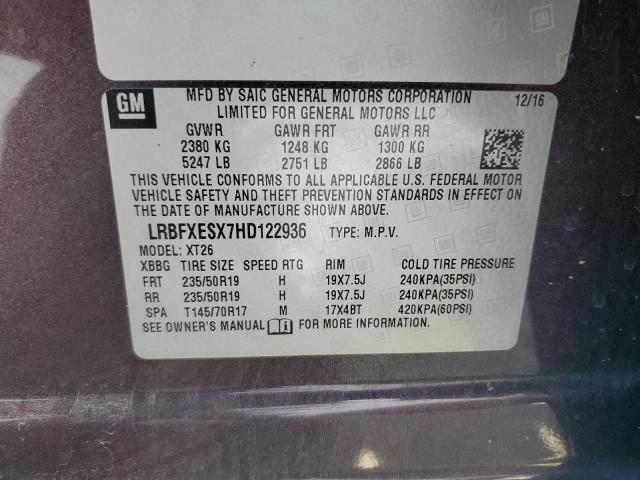 GM
MFD BY SAIC GENERAL MOTORS CORPORATION 12/16
LIMITED FOR GENERAL MOTORS LLC
GVWR GAWR FRT GAWR RR
2380 KG 1248 KG 1300 KG
5247 LB 2751 LB 2866 LB
THIS VEHICLE CONFORMS TO ALL APPLICABLE U.S. FEDERAL MOTOR
VEHICLE SAFETY AND THEFT PREVENTION STANDARDS IN EFFECT ON
THE DATE OF MANUFACTURE SHOWN ABOVE.
LRBFXESX7HD122936 TYPE: M.P.V.
MODEL: XT26
XBBG TIRE SIZE SPEED RTG RIM COLD TIRE PRESSURE
FRT 235/50R19 H 19X7.5J 240KPA(35PSI)
RR 235/50R19 H 19X7.5J 240KPA(35PSI)
SPA T145/70R17 M 17X4BT 420KPA(60PSI)
SEE OWNER'S MANUAL FOR MORE INFORMATION.